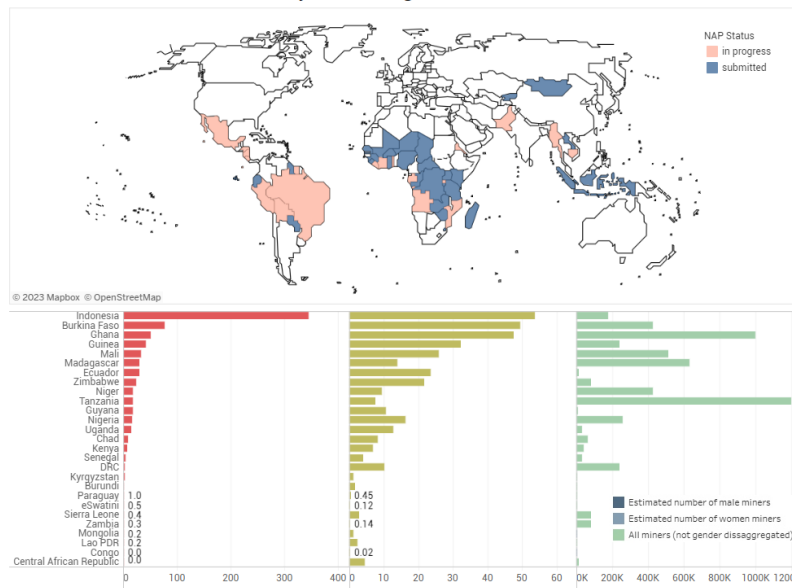 NAP Status
in progress
submitted
© 2023 Mapbox © OpenStreetMap
Indonesia
Burkina Faso
Ghana
Guinea
Mali
Madagascar
Ecuador
Zimbabwe
Niger
Tanzania
Guyana
Nigeria
Uganda
Chad
Kenya
Senegal
DRC
Kyrgyzstan
Burundi
Paraguay 1.0 0.45
eSwatini 0.5 0.12
Sierra Leone 0.4
Zambia 0.3 0.14
Mongolia 0.2
Lao PDR 0.2
Congo 0.0 0.02
Central African Republic 0.0
Estimated number of male miners
Estimated number of women miners
All miners (not gender dissaggregated)
0 100 200 300 400 0 10 20 30 40 50 60 0K 200K 400K 600K 800K 1000K